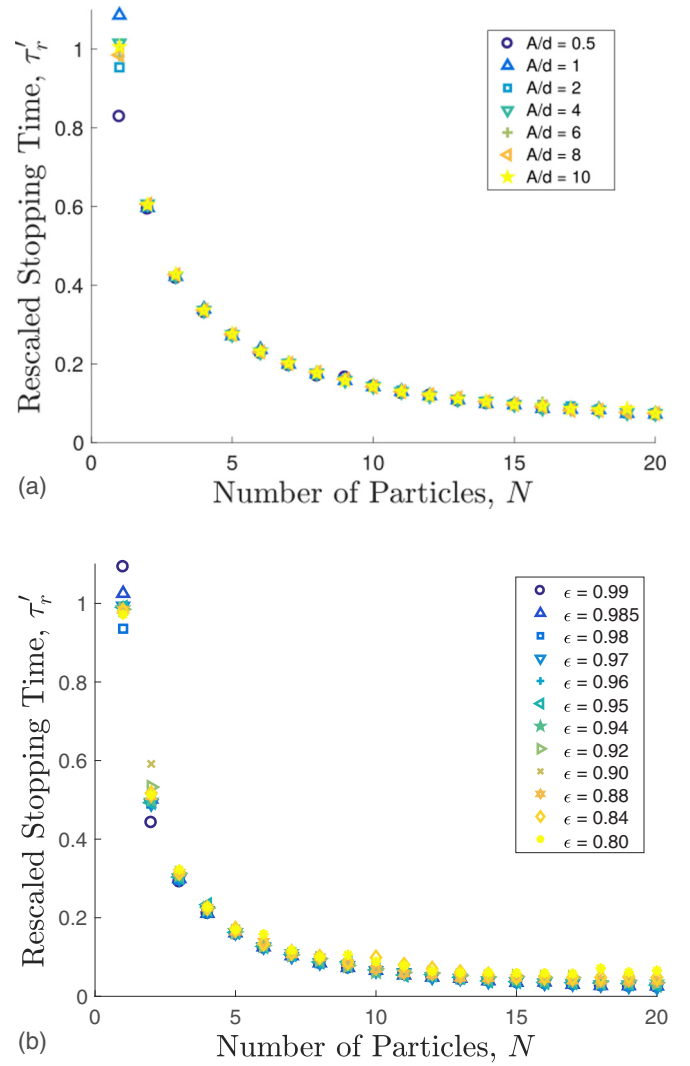 Rescaled Stopping Time, τ′r
1
0.8
0.6
0.4
0.2
0
0 5 10 15 20
Number of Particles, N
(a)
A/d = 0.5
A/d = 1
A/d = 2
A/d = 4
A/d = 6
A/d = 8
A/d = 10
Rescaled Stopping Time, τ′r
1
0.8
0.6
0.4
0.2
0
0 5 10 15 20
Number of Particles, N
(b)
ϵ = 0.99
ϵ = 0.985
ϵ = 0.98
ϵ = 0.97
ϵ = 0.96
ϵ = 0.95
ϵ = 0.94
ϵ = 0.92
ϵ = 0.90
ϵ = 0.88
ϵ = 0.84
ϵ = 0.80